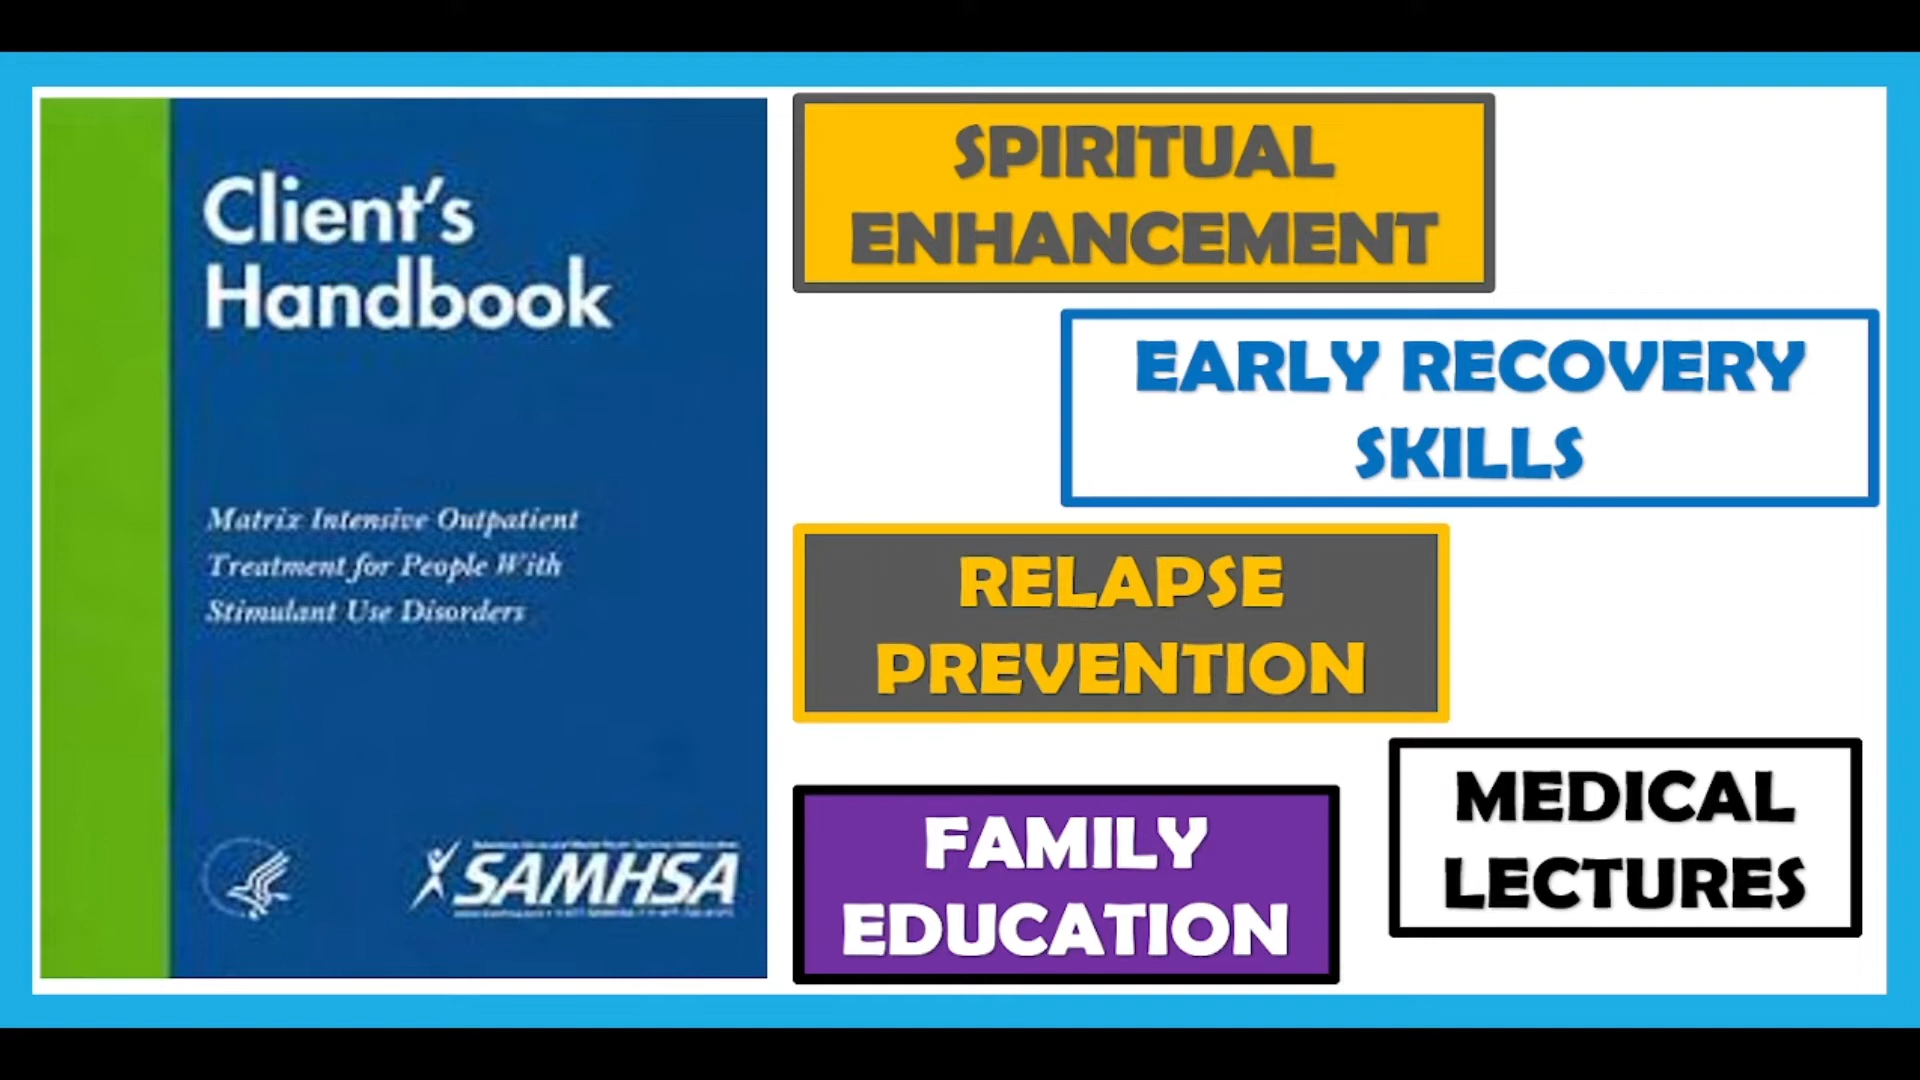 Client's
Handbook
Matrix Intensive Outpatient
Treatment for People With
Stimulant Use Disorders
SAMHSA
SPIRITUAL
ENHANCEMENT
EARLY RECOVERY
SKILLS
RELAPSE
PREVENTION
FAMILY
EDUCATION
MEDICAL
LECTURES